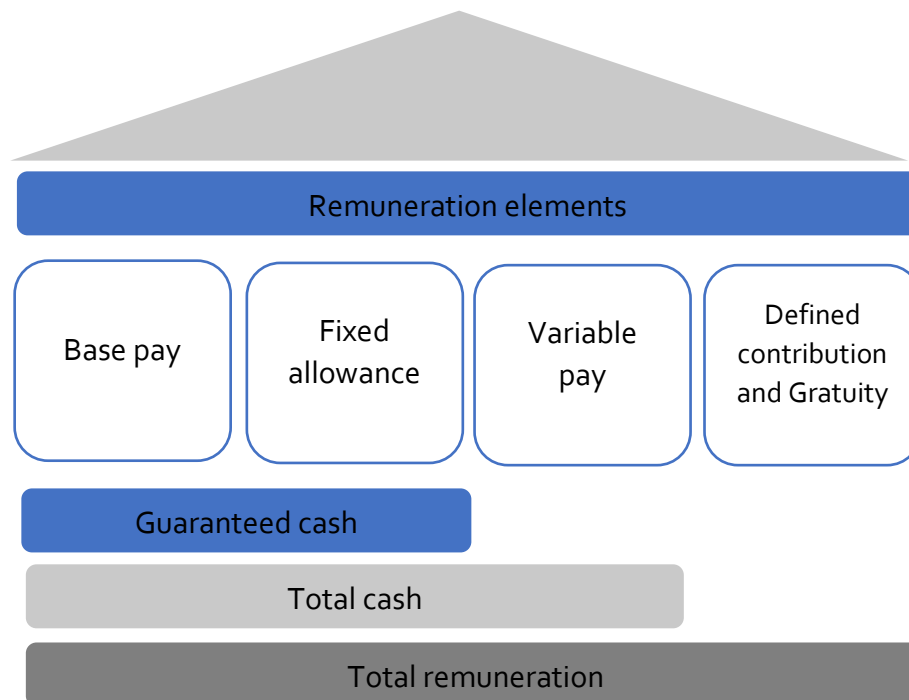 Remuneration elements
Base pay
Fixed
allowance
Variable
pay
Defined
contribution
and Gratuity
Guaranteed cash
Total cash
Total remuneration